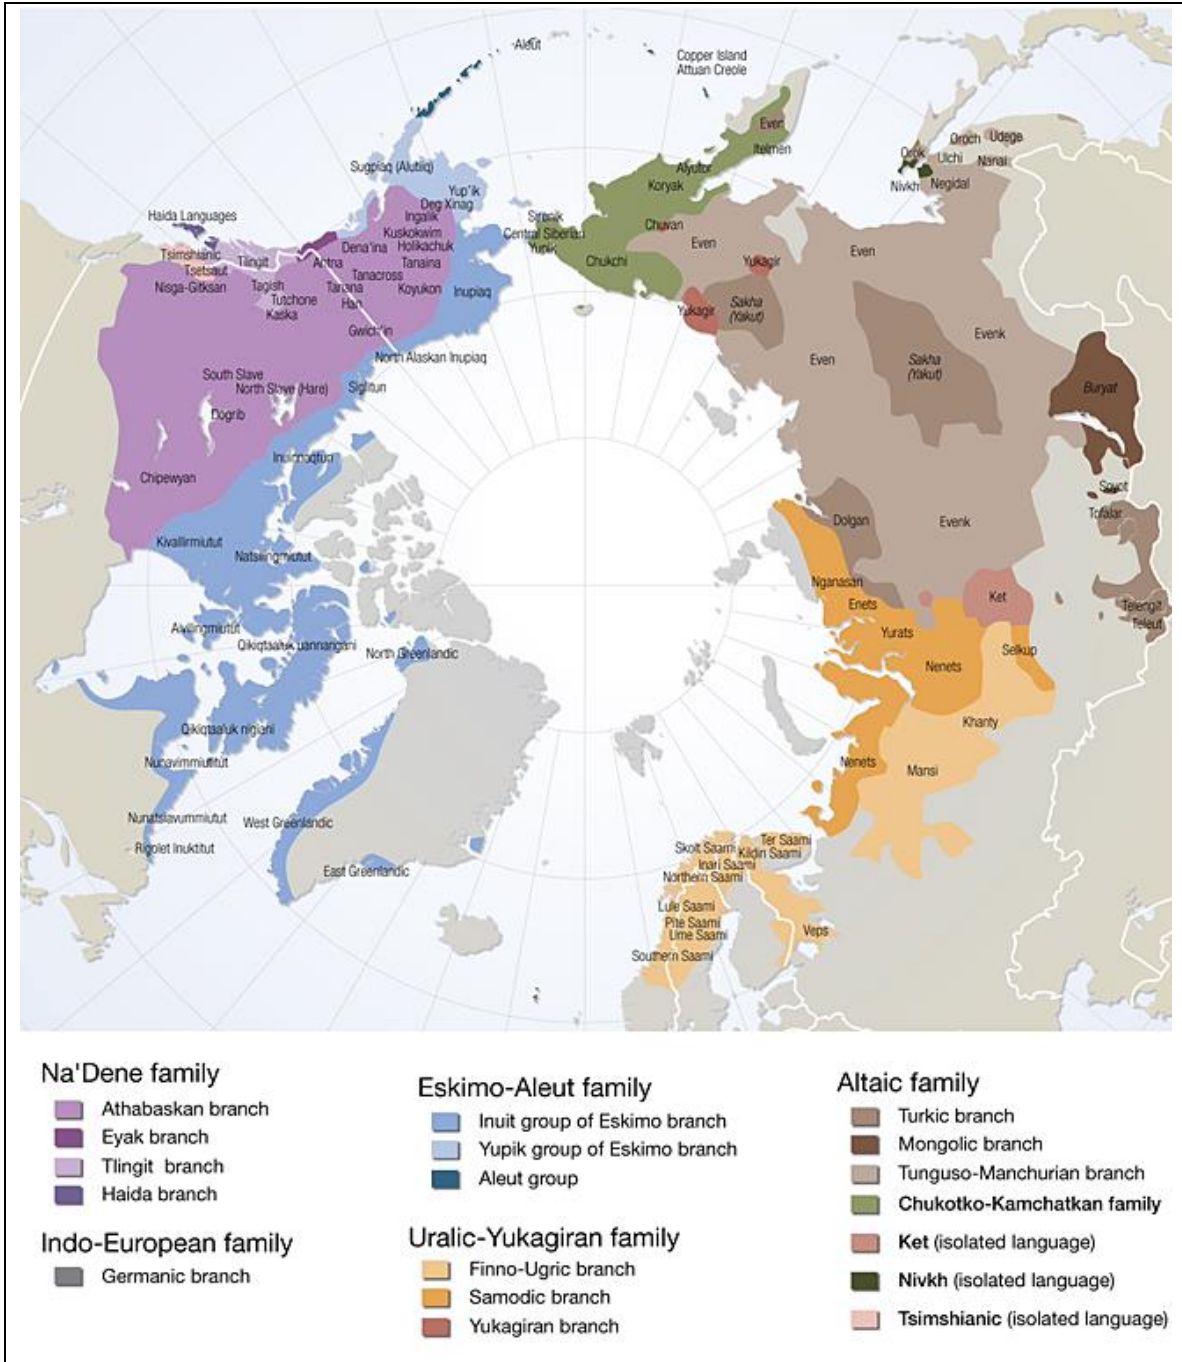 Aleut
Copper Island
Attuan Creole
Even
Itelmen
Alyutor
Koryak
Oroch
Udege
Orok
Ulchi
Nanai
Nivkh
Negidal
Sugpiaq (Alutiiq)
Yup'ik
Deg Xinag
Ingalik
Kuskokwim
Holikachuk
Haida Languages
Sirenik
Central Siberian
Yupik
Chuvan
Even
Even
Tsimshianic
Tsetsaut
Nisga-Gitksan
Tlingit
Ahtna
Dena'ina
Tanaina
Tanacross
Tanana
Koyukon
Han
Tagish
Tutchone
Kaska
Inupiaq
Chukchi
Yukagir
Yukagir
Sakha
(Yakut)
Gwich'in
North Alaskan Inupiaq
Even
Sakha
(Yakut)
Evenk
Buryat
South Slave
North Slave (Hare)
Siglitun
Dogrib
Inuinnaqtun
Chipewyan
Soyot
Tofalar
Kivallirmiutut
Natsilingmiutut
Dolgan
Evenk
Nganasan
Enets
Ket
Telengit
Teleut
Aivilingmiutut
Qikiqtaaluk uannangani
North Greenlandic
Yurats
Nenets
Selkup
Qikiqtaaluk nigiani
Khanty
Nunavimmiutitut
Nenets
Mansi
Nunatsiavummiutut
West Greenlandic
Rigolet Inuktitut
East Greenlandic
Skolt Saami
Ter Saami
Kildin Saami
Inari Saami
Northern Saami
Lule Saami
Pite Saami
Ume Saami
Southern Saami
Veps
Na'Dene family
Athabaskan branch
Eyak branch
Tlingit branch
Haida branch
Indo-European family
Germanic branch
Eskimo-Aleut family
Inuit group of Eskimo branch
Yupik group of Eskimo branch
Aleut group
Uralic-Yukagiran family
Finno-Ugric branch
Samodic branch
Yukagiran branch
Altaic family
Turkic branch
Mongolic branch
Tunguso-Manchurian branch
Chukotko-Kamchatkan family
Ket (isolated language)
Nivkh (isolated language)
Tsimshianic (isolated language)